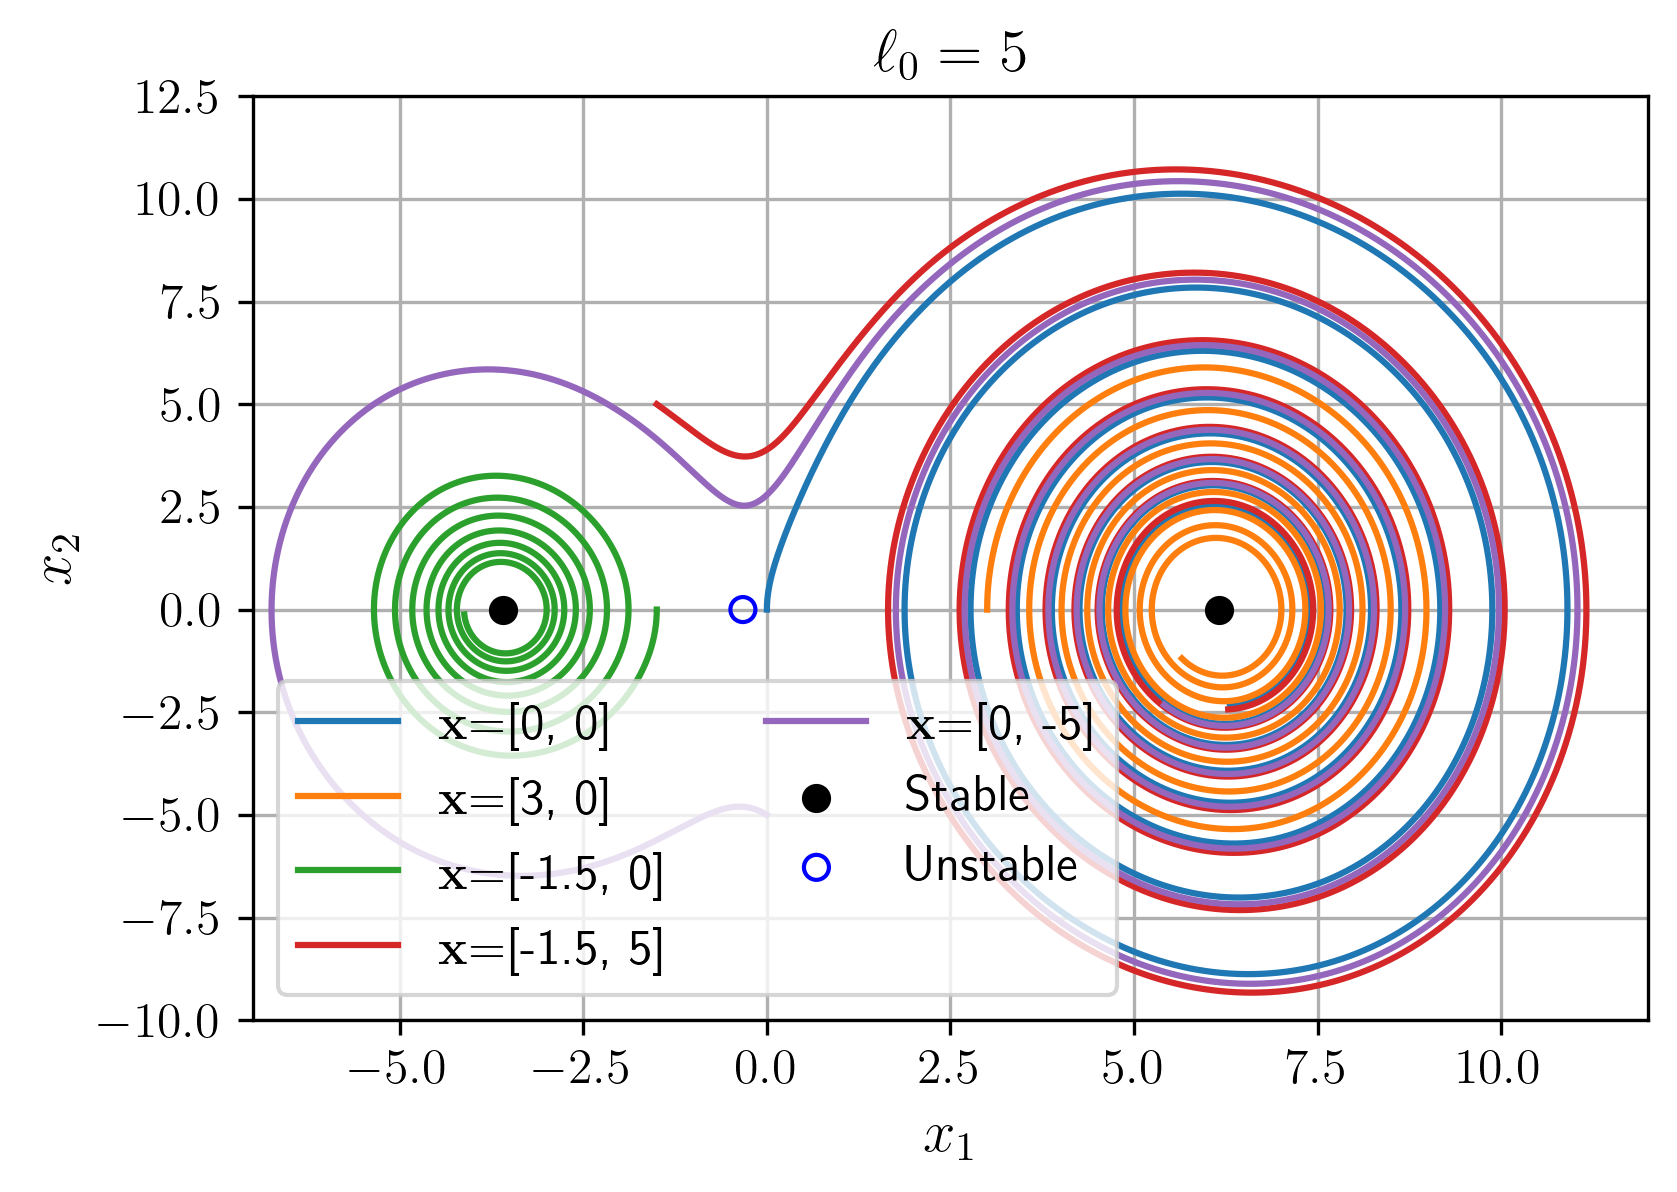 ℓ₀ = 5
12.5
10.0
7.5
5.0
2.5
0.0
−2.5
−5.0
−7.5
−10.0
x₂
x=[0, 0]
x=[3, 0]
x=[-1.5, 0]
x=[-1.5, 5]
x=[0, -5]
Stable
Unstable
−5.0 −2.5 0.0 2.5 5.0 7.5 10.0
x₁